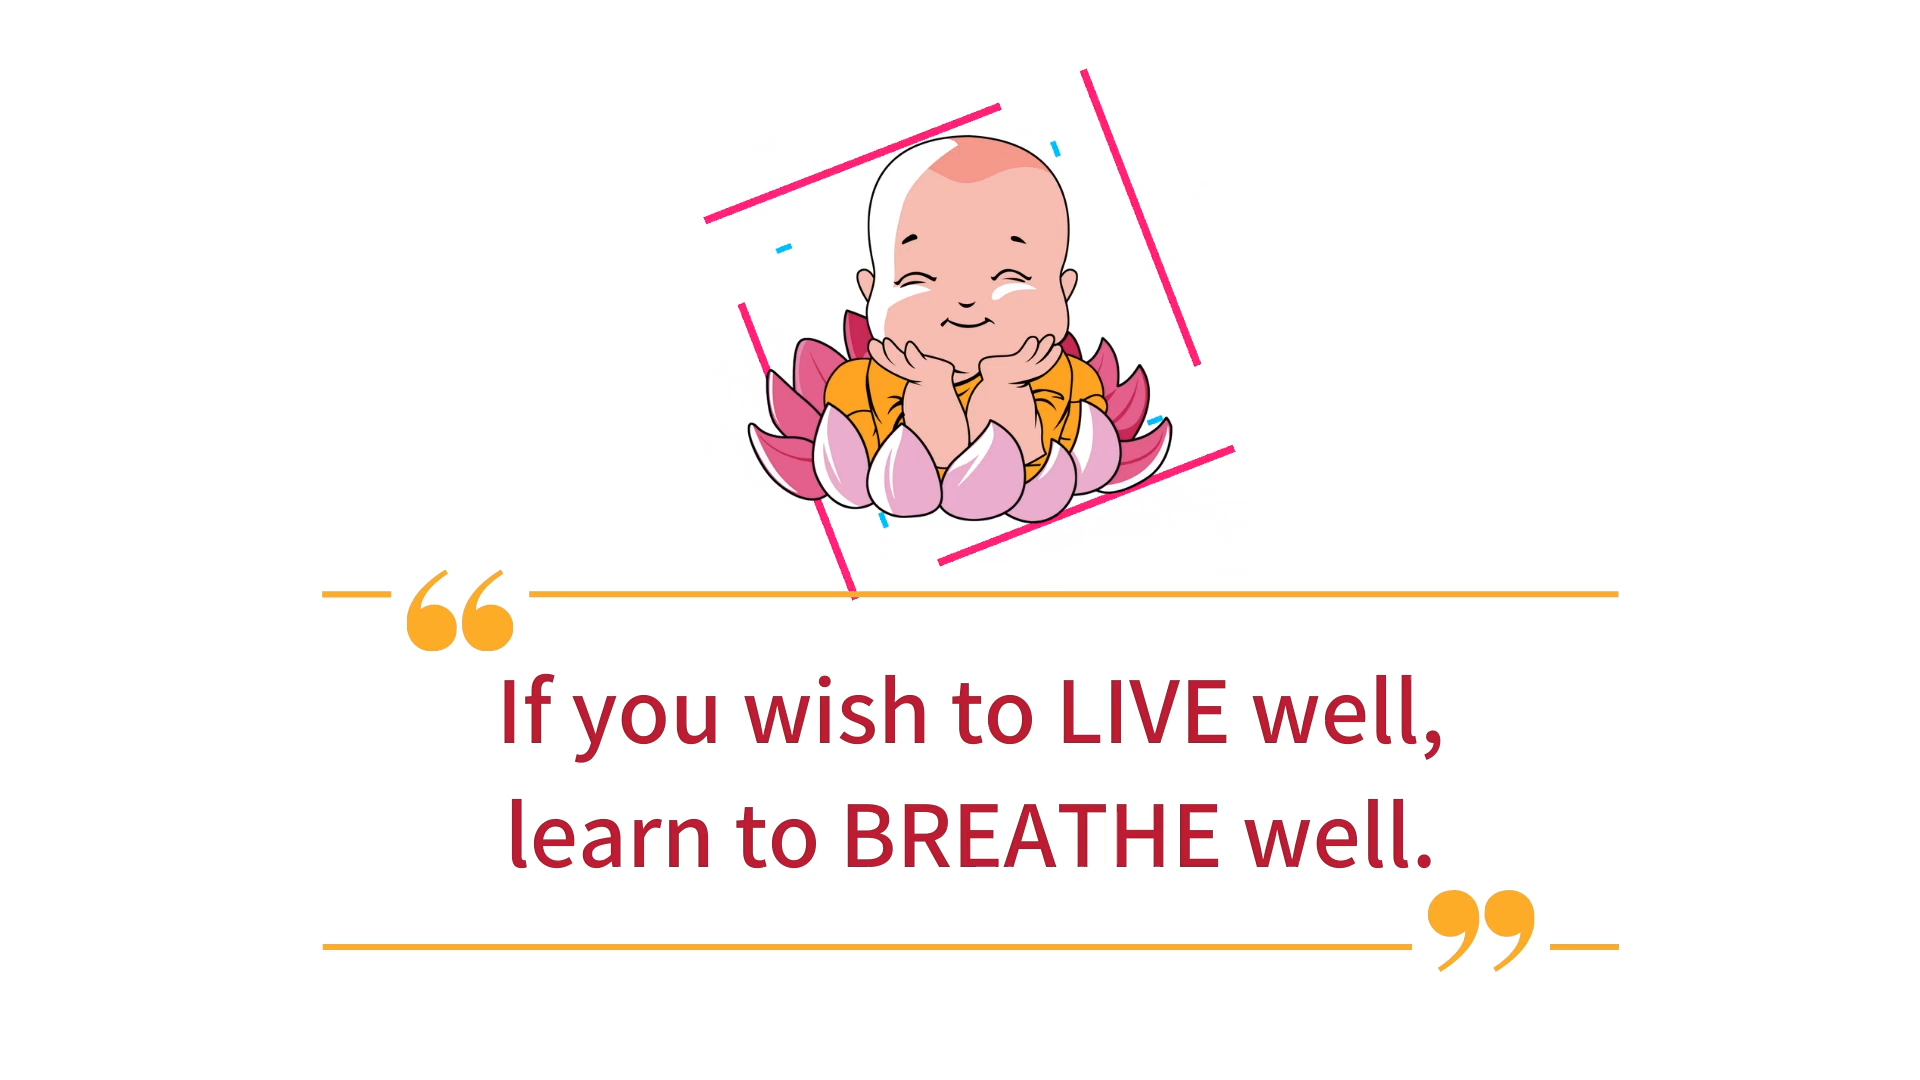 “
If you wish to LIVE well,
learn to BREATHE well.
”